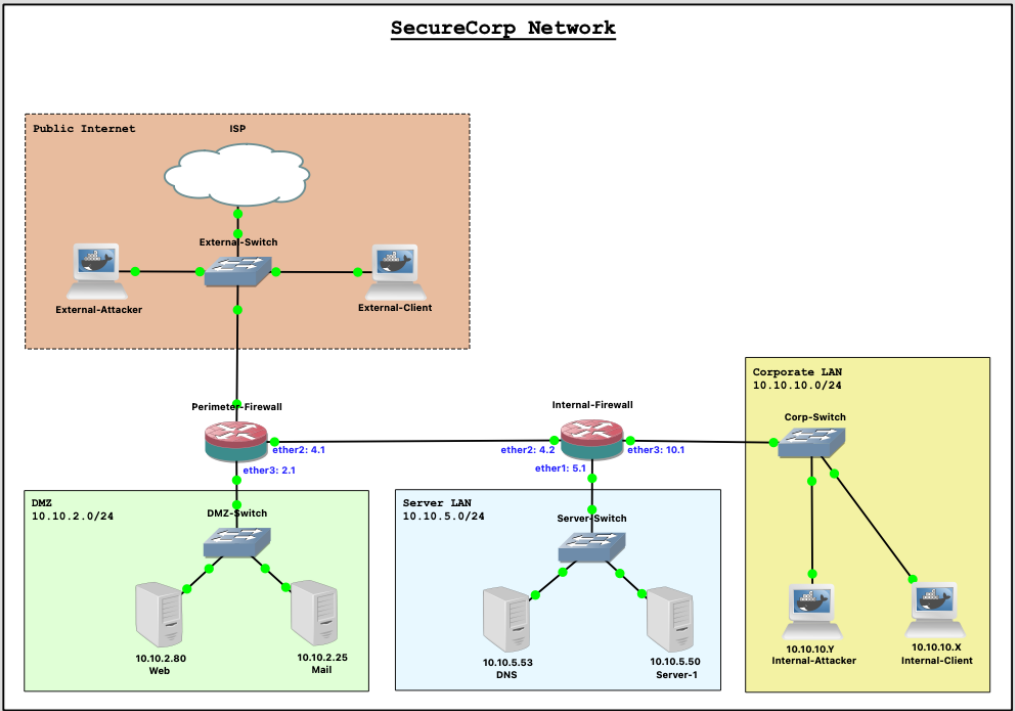 SecureCorp Network
Public Internet
ISP
External-Switch
External-Attacker
External-Client
Perimeter-Firewall
ether2: 4.1
ether3: 2.1
Internal-Firewall
ether2: 4.2
ether3: 10.1
ether1: 5.1
Corporate LAN
10.10.10.0/24
Corp-Switch
10.10.10.Y
Internal-Attacker
10.10.10.X
Internal-Client
DMZ
10.10.2.0/24
DMZ-Switch
10.10.2.80
Web
10.10.2.25
Mail
Server LAN
10.10.5.0/24
Server-Switch
10.10.5.53
DNS
10.10.5.50
Server-1